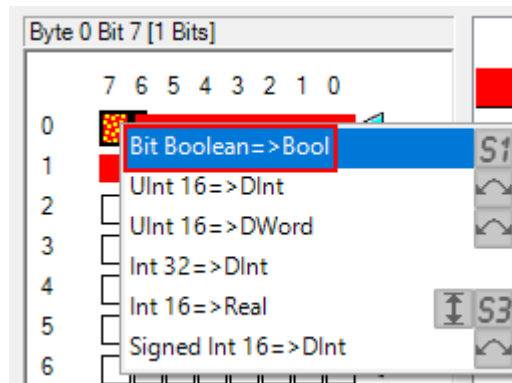 Byte 0 Bit 7 [1 Bits]
7 6 5 4 3 2 1 0
0
Bit Boolean=>Bool S1
1
UInt 16=>DInt
2
UInt 16=>DWord
3
Int 32=>DInt
4
Int 16=>Real S3
5
Signed Int 16=>DInt
6